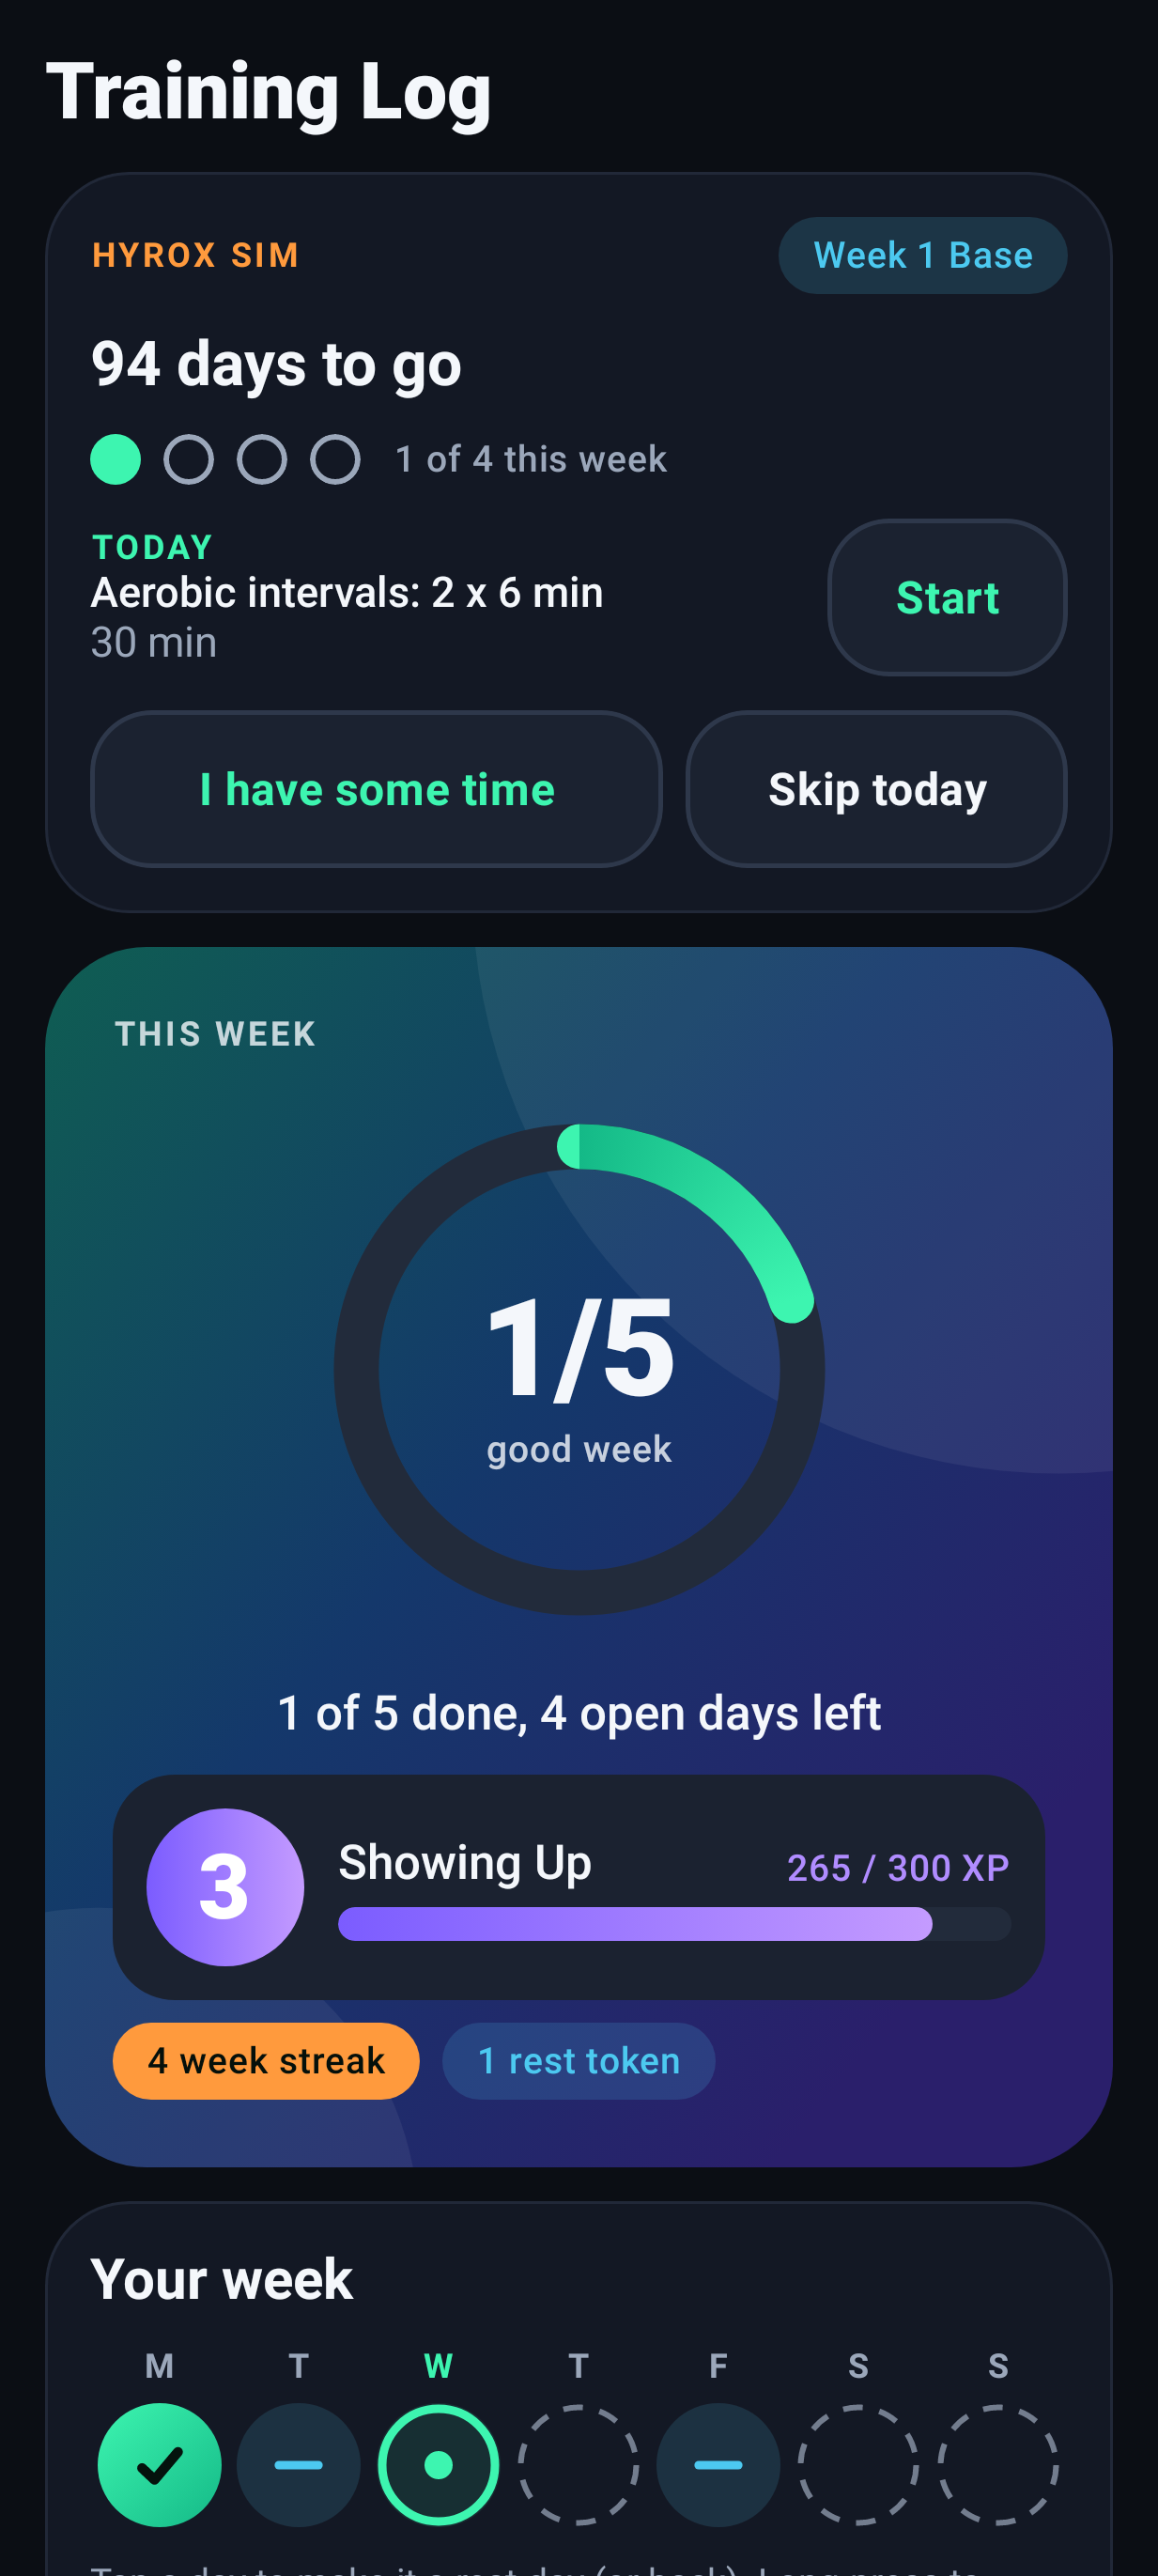 Training Log
HYROX SIM
Week 1 Base
94 days to go
1 of 4 this week
TODAY
Aerobic intervals: 2 x 6 min
30 min
Start
I have some time
Skip today
THIS WEEK
1/5
good week
1 of 5 done, 4 open days left
3
Showing Up
265 / 300 XP
4 week streak
1 rest token
Your week
M T W T F S S